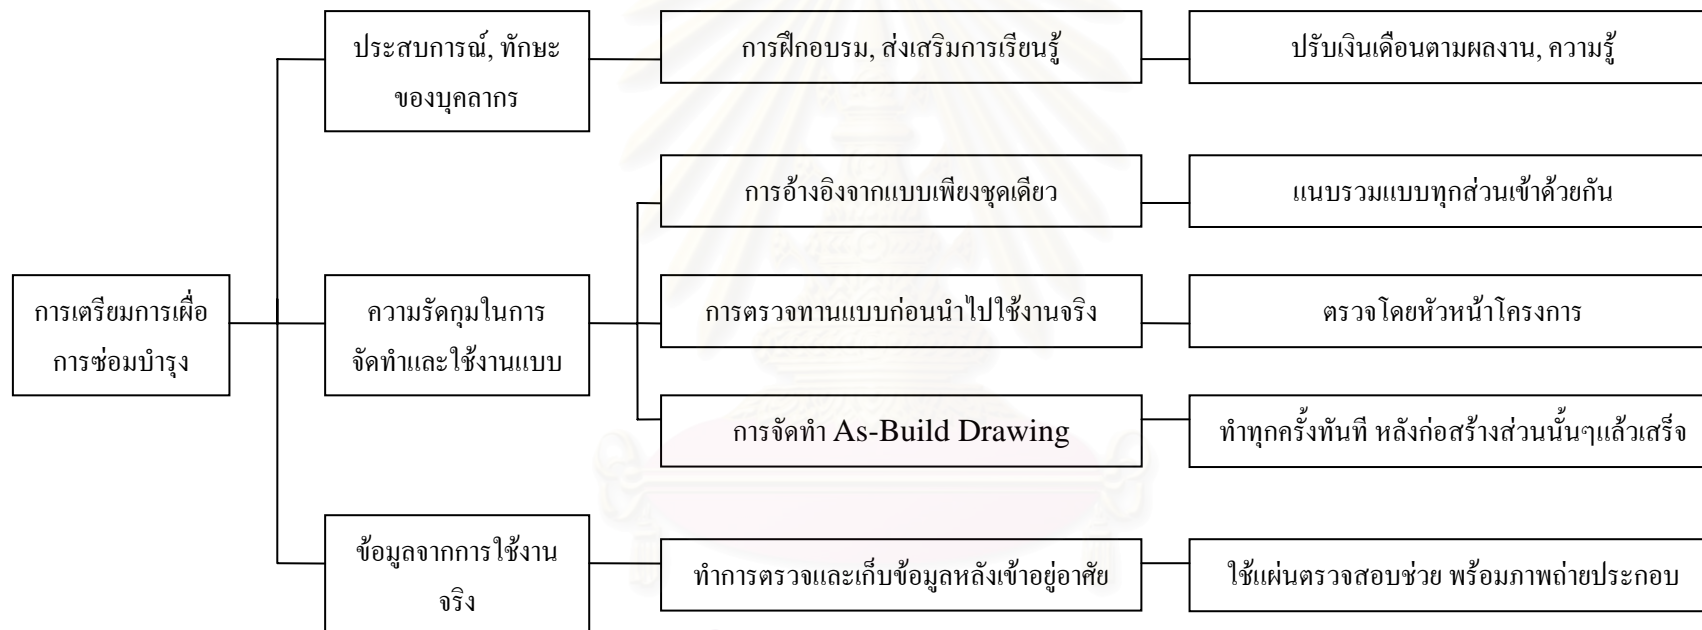 ประสบการณ์, ทักษะ
ของบุคลากร
การฝึกอบรม, ส่งเสริมการเรียนรู้
ปรับเงินเดือนตามผลงาน, ความรู้
การอ้างอิงจากแบบเพียงชุดเดียว
แนบรวมแบบทุกส่วนเข้าด้วยกัน
การเตรียมการเผื่อ
การซ่อมบำรุง
ความรัดกุมในการ
จัดทำและใช้งานแบบ
การตรวจทานแบบก่อนนำไปใช้งานจริง
ตรวจโดยหัวหน้าโครงการ
การจัดทำ As-Build Drawing
ทำทุกครั้งทันที หลังก่อสร้างส่วนนั้นๆแล้วเสร็จ
ข้อมูลจากการใช้งาน
จริง
ทำการตรวจและเก็บข้อมูลหลังเข้าอยู่อาศัย
ใช้แผ่นตรวจสอบช่วย พร้อมภาพถ่ายประกอบ